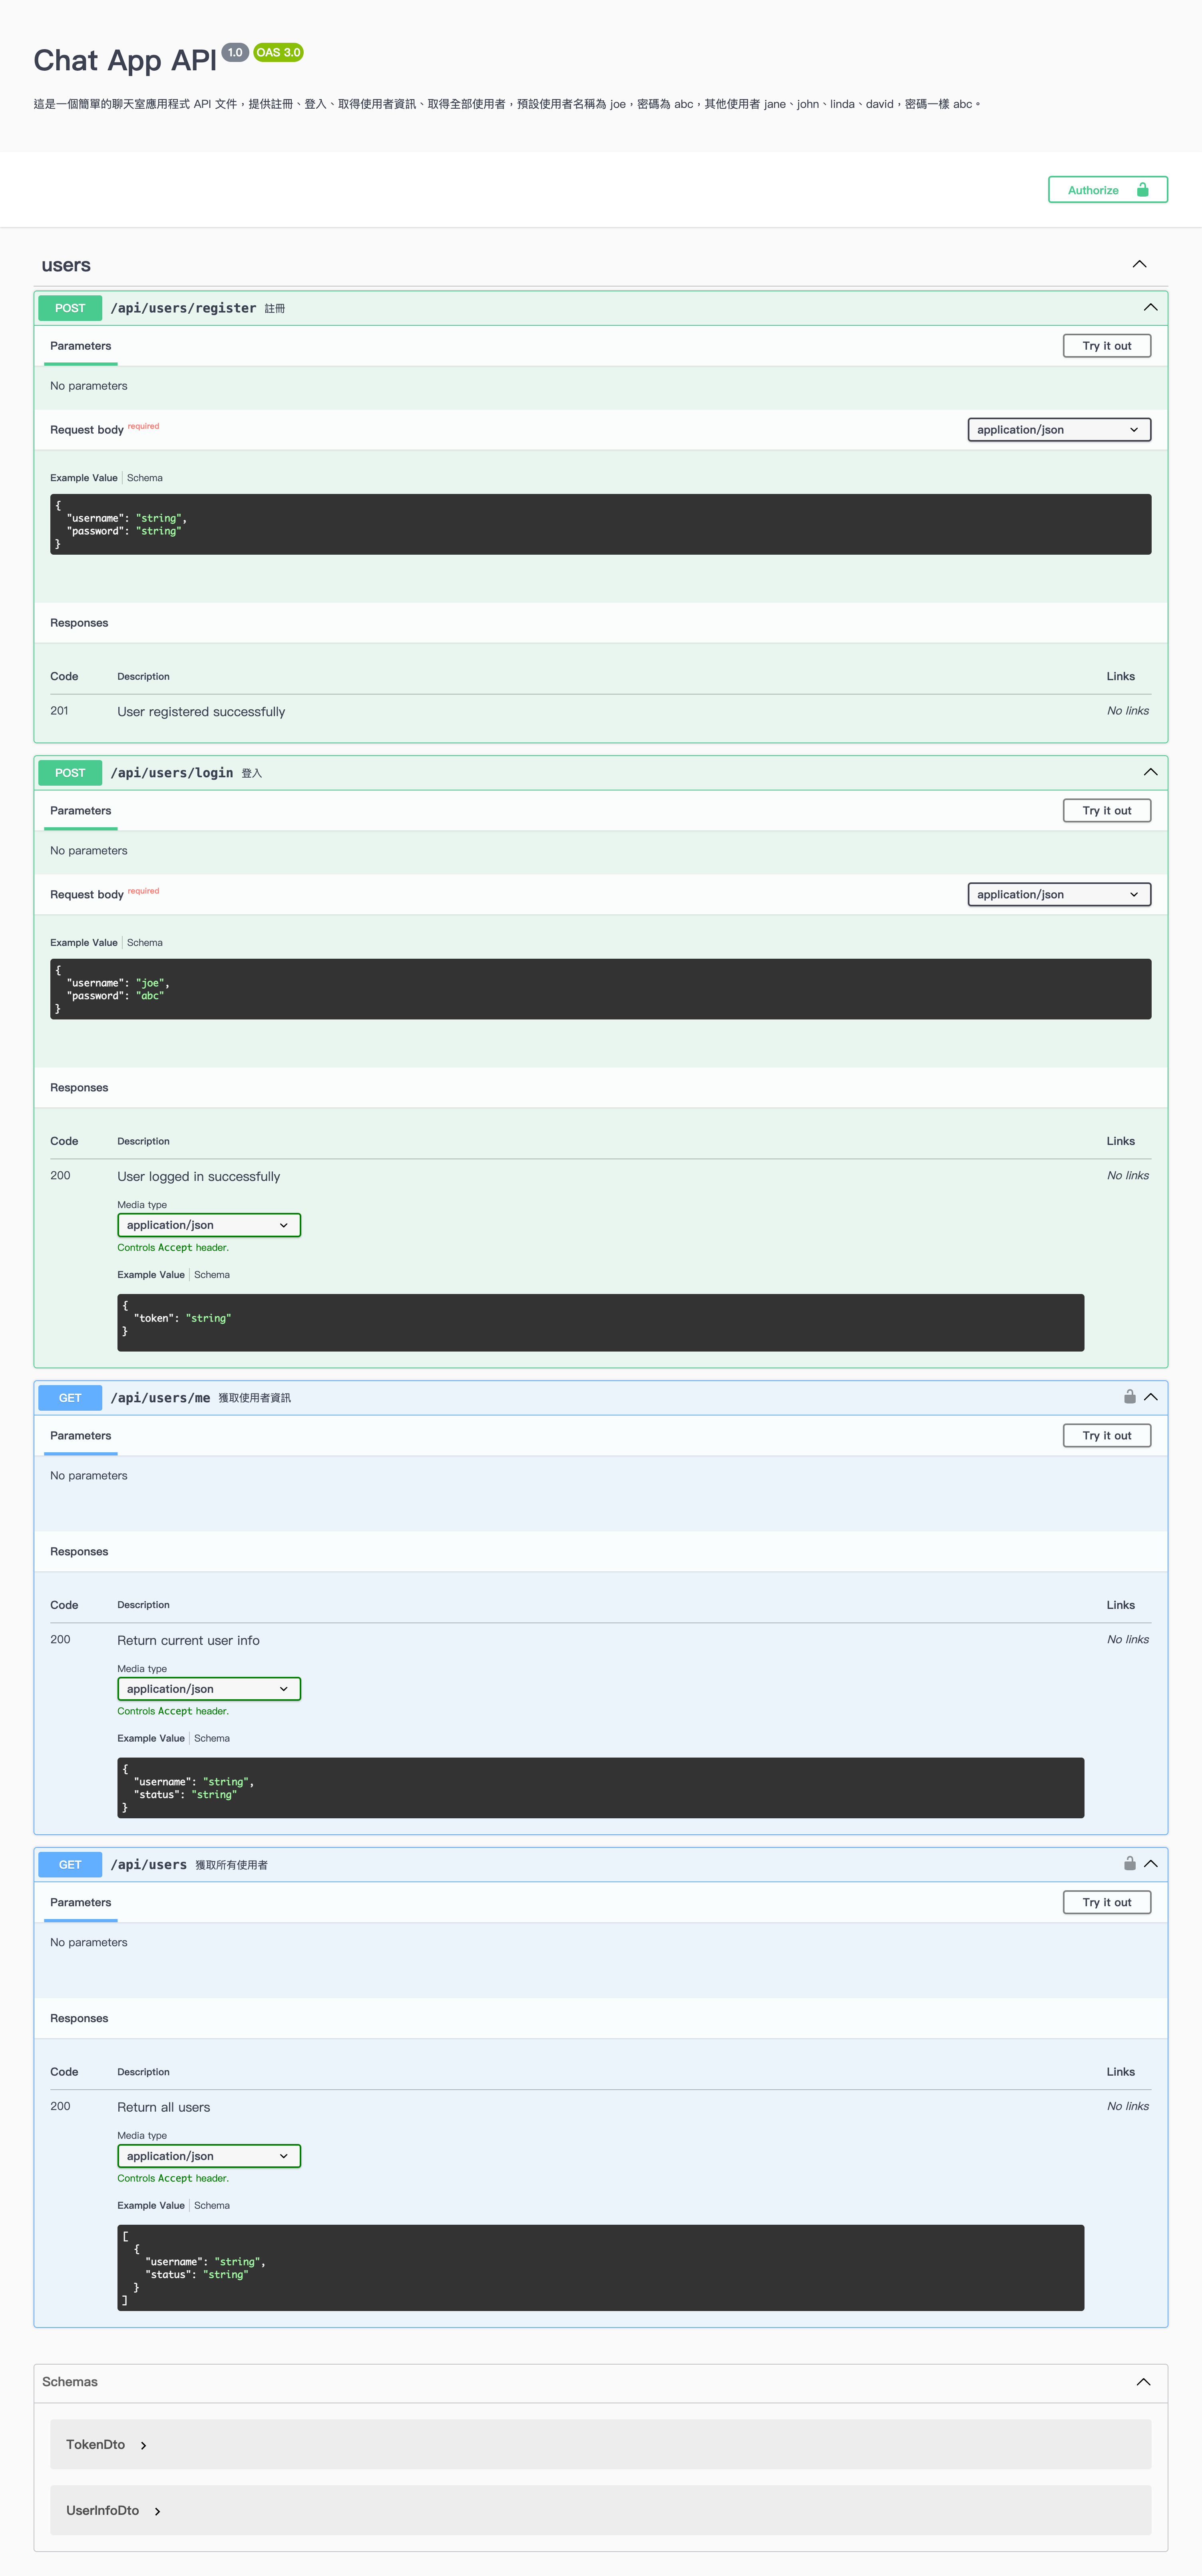 Chat App API 1.0 OAS 3.0
這是一個簡單的聊天室應用程式 API 文件，提供註冊、登入、取得使用者資訊、取得全部使用者，預設使用者名稱為 joe，密碼為 abc，其他使用者 jane、john、linda、david，密碼一樣 abc。
Authorize
users
POST /api/users/register 註冊
Parameters Try it out
No parameters
Request body required application/json
Example Value Schema
{
"username": "string",
"password": "string"
}
Responses
Code Description Links
201 User registered successfully No links
POST /api/users/login 登入
Parameters Try it out
No parameters
Request body required application/json
Example Value Schema
{
"username": "joe",
"password": "abc"
}
Responses
Code Description Links
200 User logged in successfully No links
Media type
application/json
Controls Accept header.
Example Value Schema
{
"token": "string"
}
GET /api/users/me 獲取使用者資訊
Parameters Try it out
No parameters
Responses
Code Description Links
200 Return current user info No links
Media type
application/json
Controls Accept header.
Example Value Schema
{
"username": "string",
"status": "string"
}
GET /api/users 獲取所有使用者
Parameters Try it out
No parameters
Responses
Code Description Links
200 Return all users No links
Media type
application/json
Controls Accept header.
Example Value Schema
[
{
"username": "string",
"status": "string"
}
]
Schemas
TokenDto
UserInfoDto